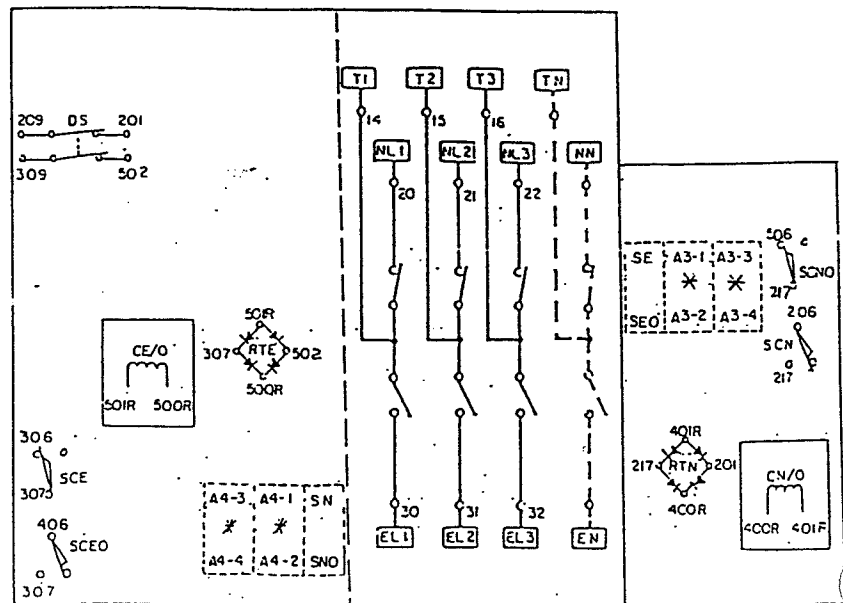 T1 T2 T3 TN
14 15 16
209 DS 201
309 502
NL1 NL2 NL3 NN
20 21 22
SE A3-1 A3-3
SEO A3-2 A3-4
506
SCNO
217
206
SCN
217
CE/O
501R 500R
501R
307 RTE 502
500R
306
SCE
307
406
SCEO
307
A4-3 A4-1 SN
A4-4 A4-2 SNO
30 31 32
EL1 EL2 EL3 EN
401R
217 RTN 201
400R
CN/O
400R